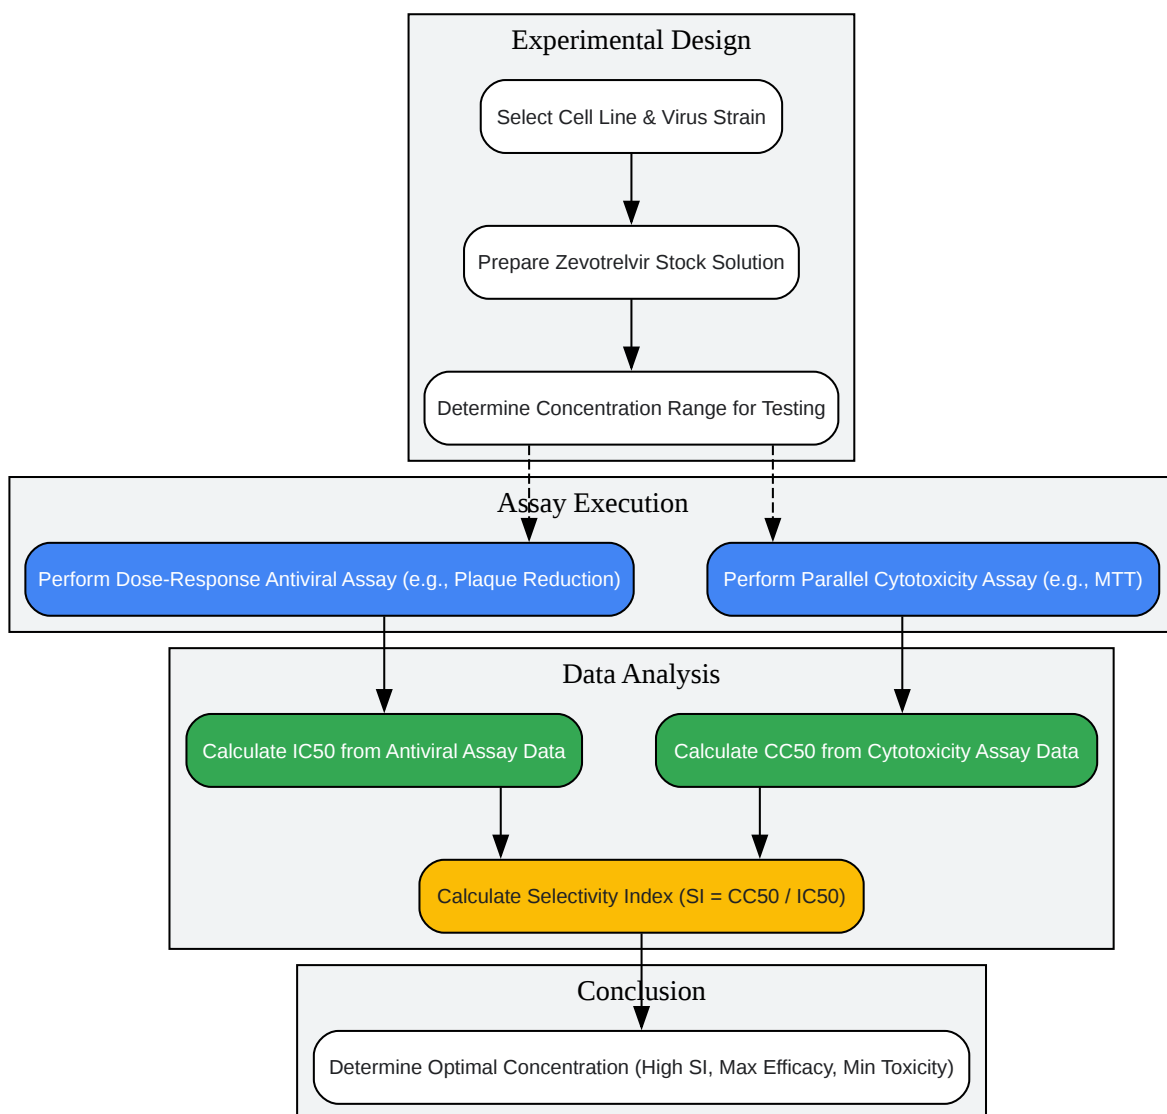 Experimental Design
Select Cell Line & Virus Strain
Prepare Zevotrelvir Stock Solution
Determine Concentration Range for Testing
Assay Execution
Perform Dose-Response Antiviral Assay (e.g., Plaque Reduction)
Perform Parallel Cytotoxicity Assay (e.g., MTT)
Data Analysis
Calculate IC50 from Antiviral Assay Data
Calculate CC50 from Cytotoxicity Assay Data
Calculate Selectivity Index (SI = CC50 / IC50)
Conclusion
Determine Optimal Concentration (High SI, Max Efficacy, Min Toxicity)